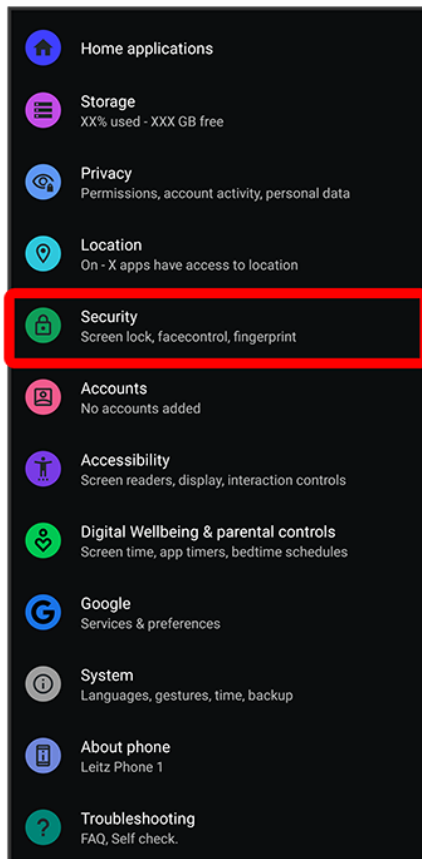 Home applications
Storage
XX% used - XXX GB free
Privacy
Permissions, account activity, personal data
Location
On - X apps have access to location
Security
Screen lock, facecontrol, fingerprint
Accounts
No accounts added
Accessibility
Screen readers, display, interaction controls
Digital Wellbeing & parental controls
Screen time, app timers, bedtime schedules
Google
Services & preferences
System
Languages, gestures, time, backup
About phone
Leitz Phone 1
Troubleshooting
FAQ, Self check.